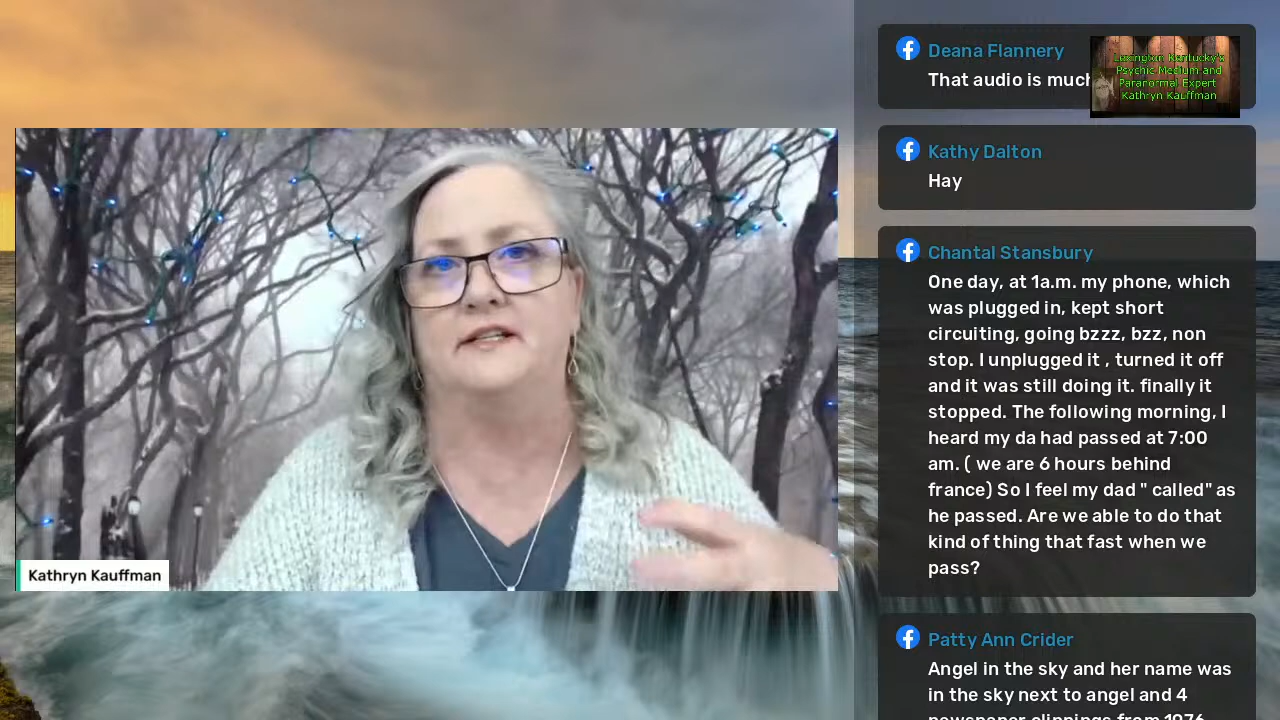 Deana Flannery
That audio is much
Lexington Kentucky's
Psychic Medium and
Paranormal Expert
Kathryn Kauffman
Kathy Dalton
Hay
Chantal Stansbury
One day, at 1a.m. my phone, which
was plugged in, kept short
circuiting, going bzzz, bzz, non
stop. I unplugged it , turned it off
and it was still doing it. finally it
stopped. The following morning, I
heard my da had passed at 7:00
am. ( we are 6 hours behind
france) So I feel my dad " called" as
he passed. Are we able to do that
kind of thing that fast when we
pass?
Kathryn Kauffman
Patty Ann Crider
Angel in the sky and her name was
in the sky next to angel and 4
newspaper clippings from 1976